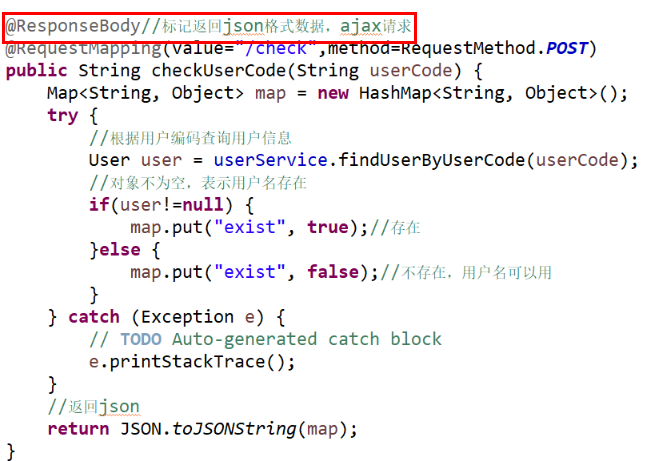 @ResponseBody//标记返回json格式数据，ajax请求
@RequestMapping(value="/check",method=RequestMethod.POST)
public String checkUserCode(String userCode) {
    Map<String, Object> map = new HashMap<String, Object>();
    try {
        //根据用户编码查询用户信息
        User user = userService.findUserByUserCode(userCode);
        //对象不为空，表示用户名存在
        if(user!=null) {
            map.put("exist", true);//存在
        }else {
            map.put("exist", false);//不存在，用户名可以用
        }
    } catch (Exception e) {
        // TODO Auto-generated catch block
        e.printStackTrace();
    }
    //返回json
    return JSON.toJSONString(map);
}